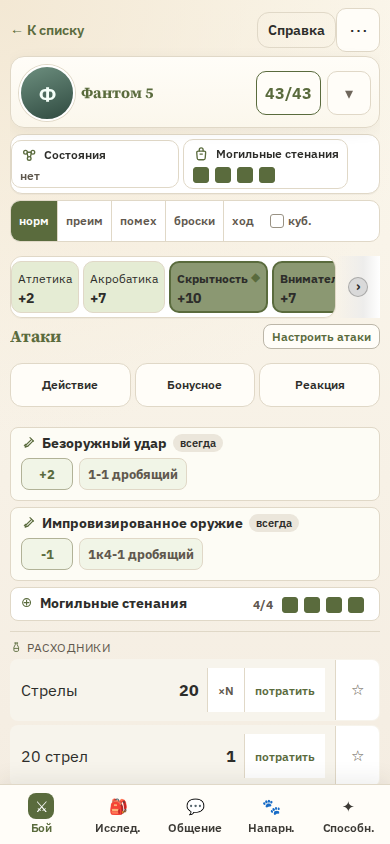 ← К списку
Справка
...
Ф
Фантом 5
43/43
▾
Состояния
нет
Могильные стенания
норм
преим
помех
броски
ход
куб.
Атлетика
+2
Акробатика
+7
Скрытность
+10
Внимател
+7
Атаки
Настроить атаки
Действие
Бонусное
Реакция
Безоружный удар
всегда
+2
1-1 дробящий
Импровизированное оружие
всегда
-1
1к4-1 дробящий
Могильные стенания
4/4
РАСХОДНИКИ
Стрелы
20
×N
потратить
20 стрел
1
потратить
Бой
Исслед.
Общение
Напарн.
Способн.